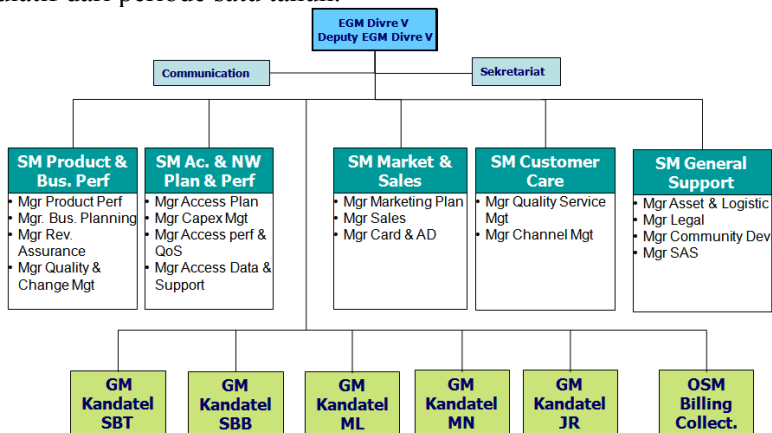 EGM Divre V
Deputy EGM Divre V
Communication
Sekretariat
SM Product &
Bus. Perf
• Mgr Product Perf
• Mgr. Bus. Planning
• Mgr Rev.
Assurance
• Mgr Quality &
Change Mgt
SM Ac. & NW
Plan & Perf
• Mgr Access Plan
• Mgr Capex Mgt
• Mgr Access perf &
QoS
• Mgr Access Data &
Support
SM Market &
Sales
• Mgr Marketing Plan
• Mgr Sales
• Mgr Card & AD
SM Customer
Care
• Mgr Quality Service
Mgt
• Mgr Channel Mgt
SM General
Support
• Mgr Asset & Logistic
• Mgr Legal
• Mgr Community Dev
• Mgr SAS
GM
Kandatel
SBT
GM
Kandatel
SBB
GM
Kandatel
ML
GM
Kandatel
MN
GM
Kandatel
JR
OSM
Billing
Collect.